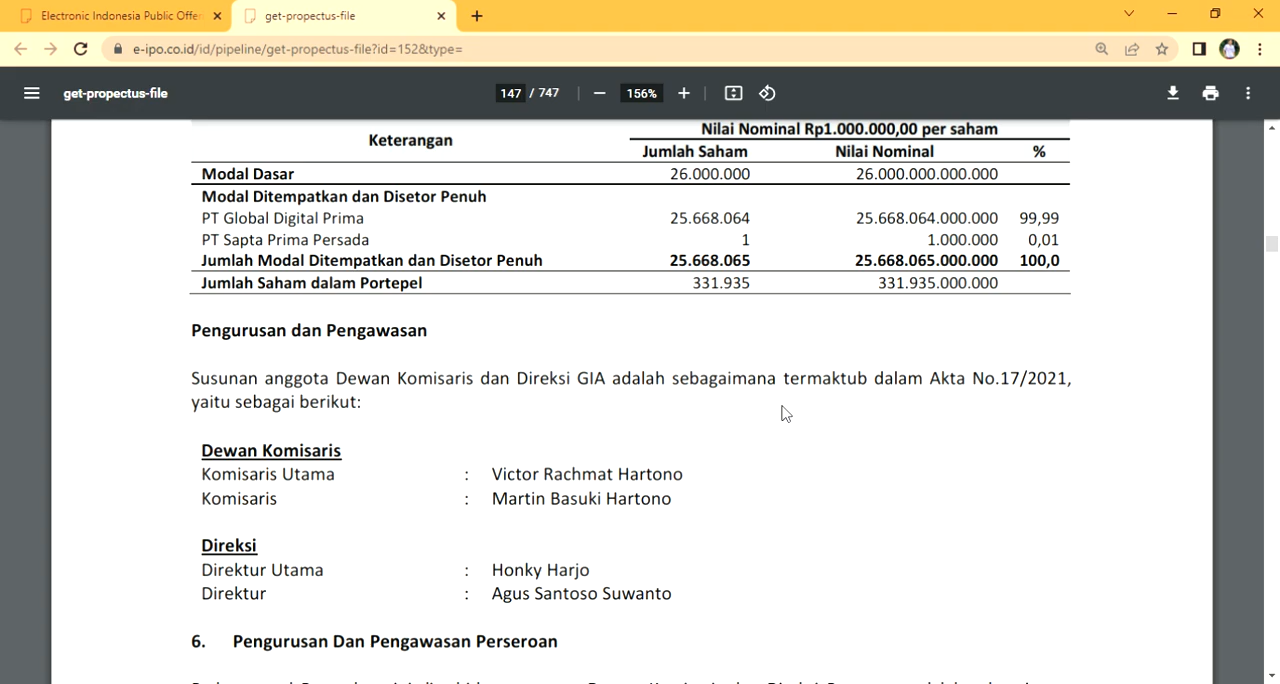 Electronic Indonesia Public Offe
get-propectus-file
e-ipo.co.id/id/pipeline/get-propectus-file?id=152&type=
get-propectus-file
147 / 747
156%
Nilai Nominal Rp1.000.000,00 per saham
Keterangan
Jumlah Saham Nilai Nominal %
Modal Dasar 26.000.000 26.000.000.000.000
Modal Ditempatkan dan Disetor Penuh
PT Global Digital Prima 25.668.064 25.668.064.000.000 99,99
PT Sapta Prima Persada 1 1.000.000 0,01
Jumlah Modal Ditempatkan dan Disetor Penuh 25.668.065 25.668.065.000.000 100,0
Jumlah Saham dalam Portepel 331.935 331.935.000.000
Pengurusan dan Pengawasan
Susunan anggota Dewan Komisaris dan Direksi GIA adalah sebagaimana termaktub dalam Akta No.17/2021,
yaitu sebagai berikut:
Dewan Komisaris
Komisaris Utama : Victor Rachmat Hartono
Komisaris : Martin Basuki Hartono
Direksi
Direktur Utama : Honky Harjo
Direktur : Agus Santoso Suwanto
6. Pengurusan Dan Pengawasan Perseroan